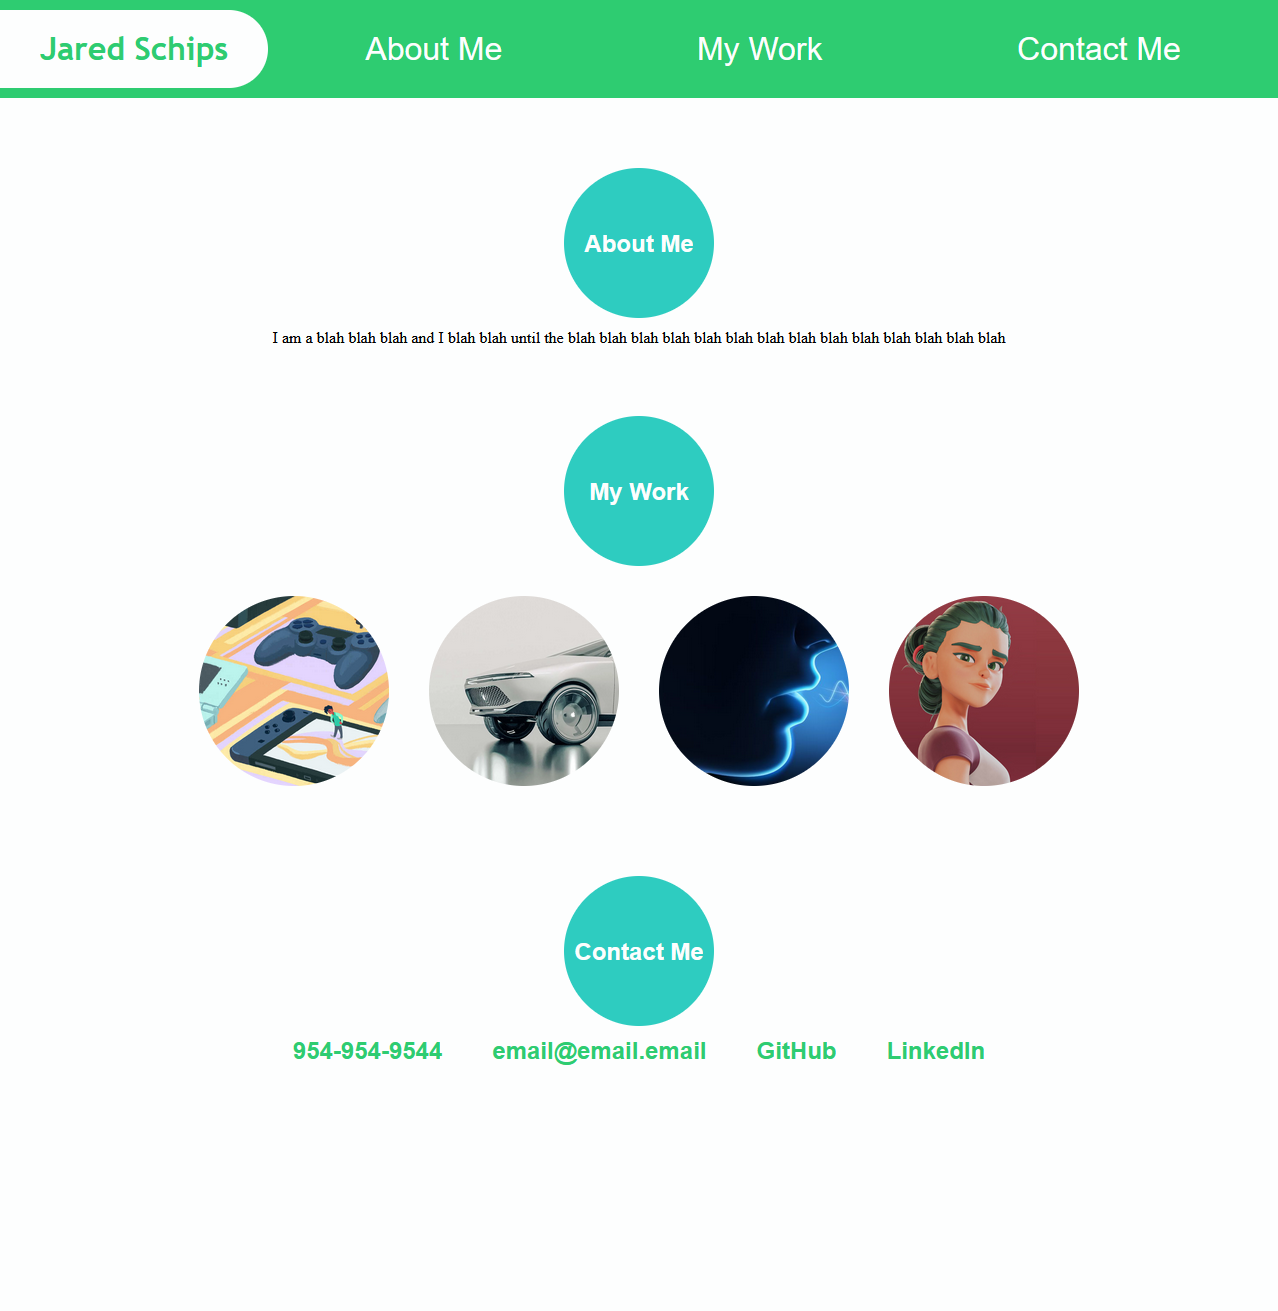 Jared Schips
About Me
My Work
Contact Me
About Me
I am a blah blah blah and I blah blah until the blah blah blah blah blah blah blah blah blah blah blah blah blah blah
My Work
Contact Me
954-954-9544
email@email.email
GitHub
LinkedIn